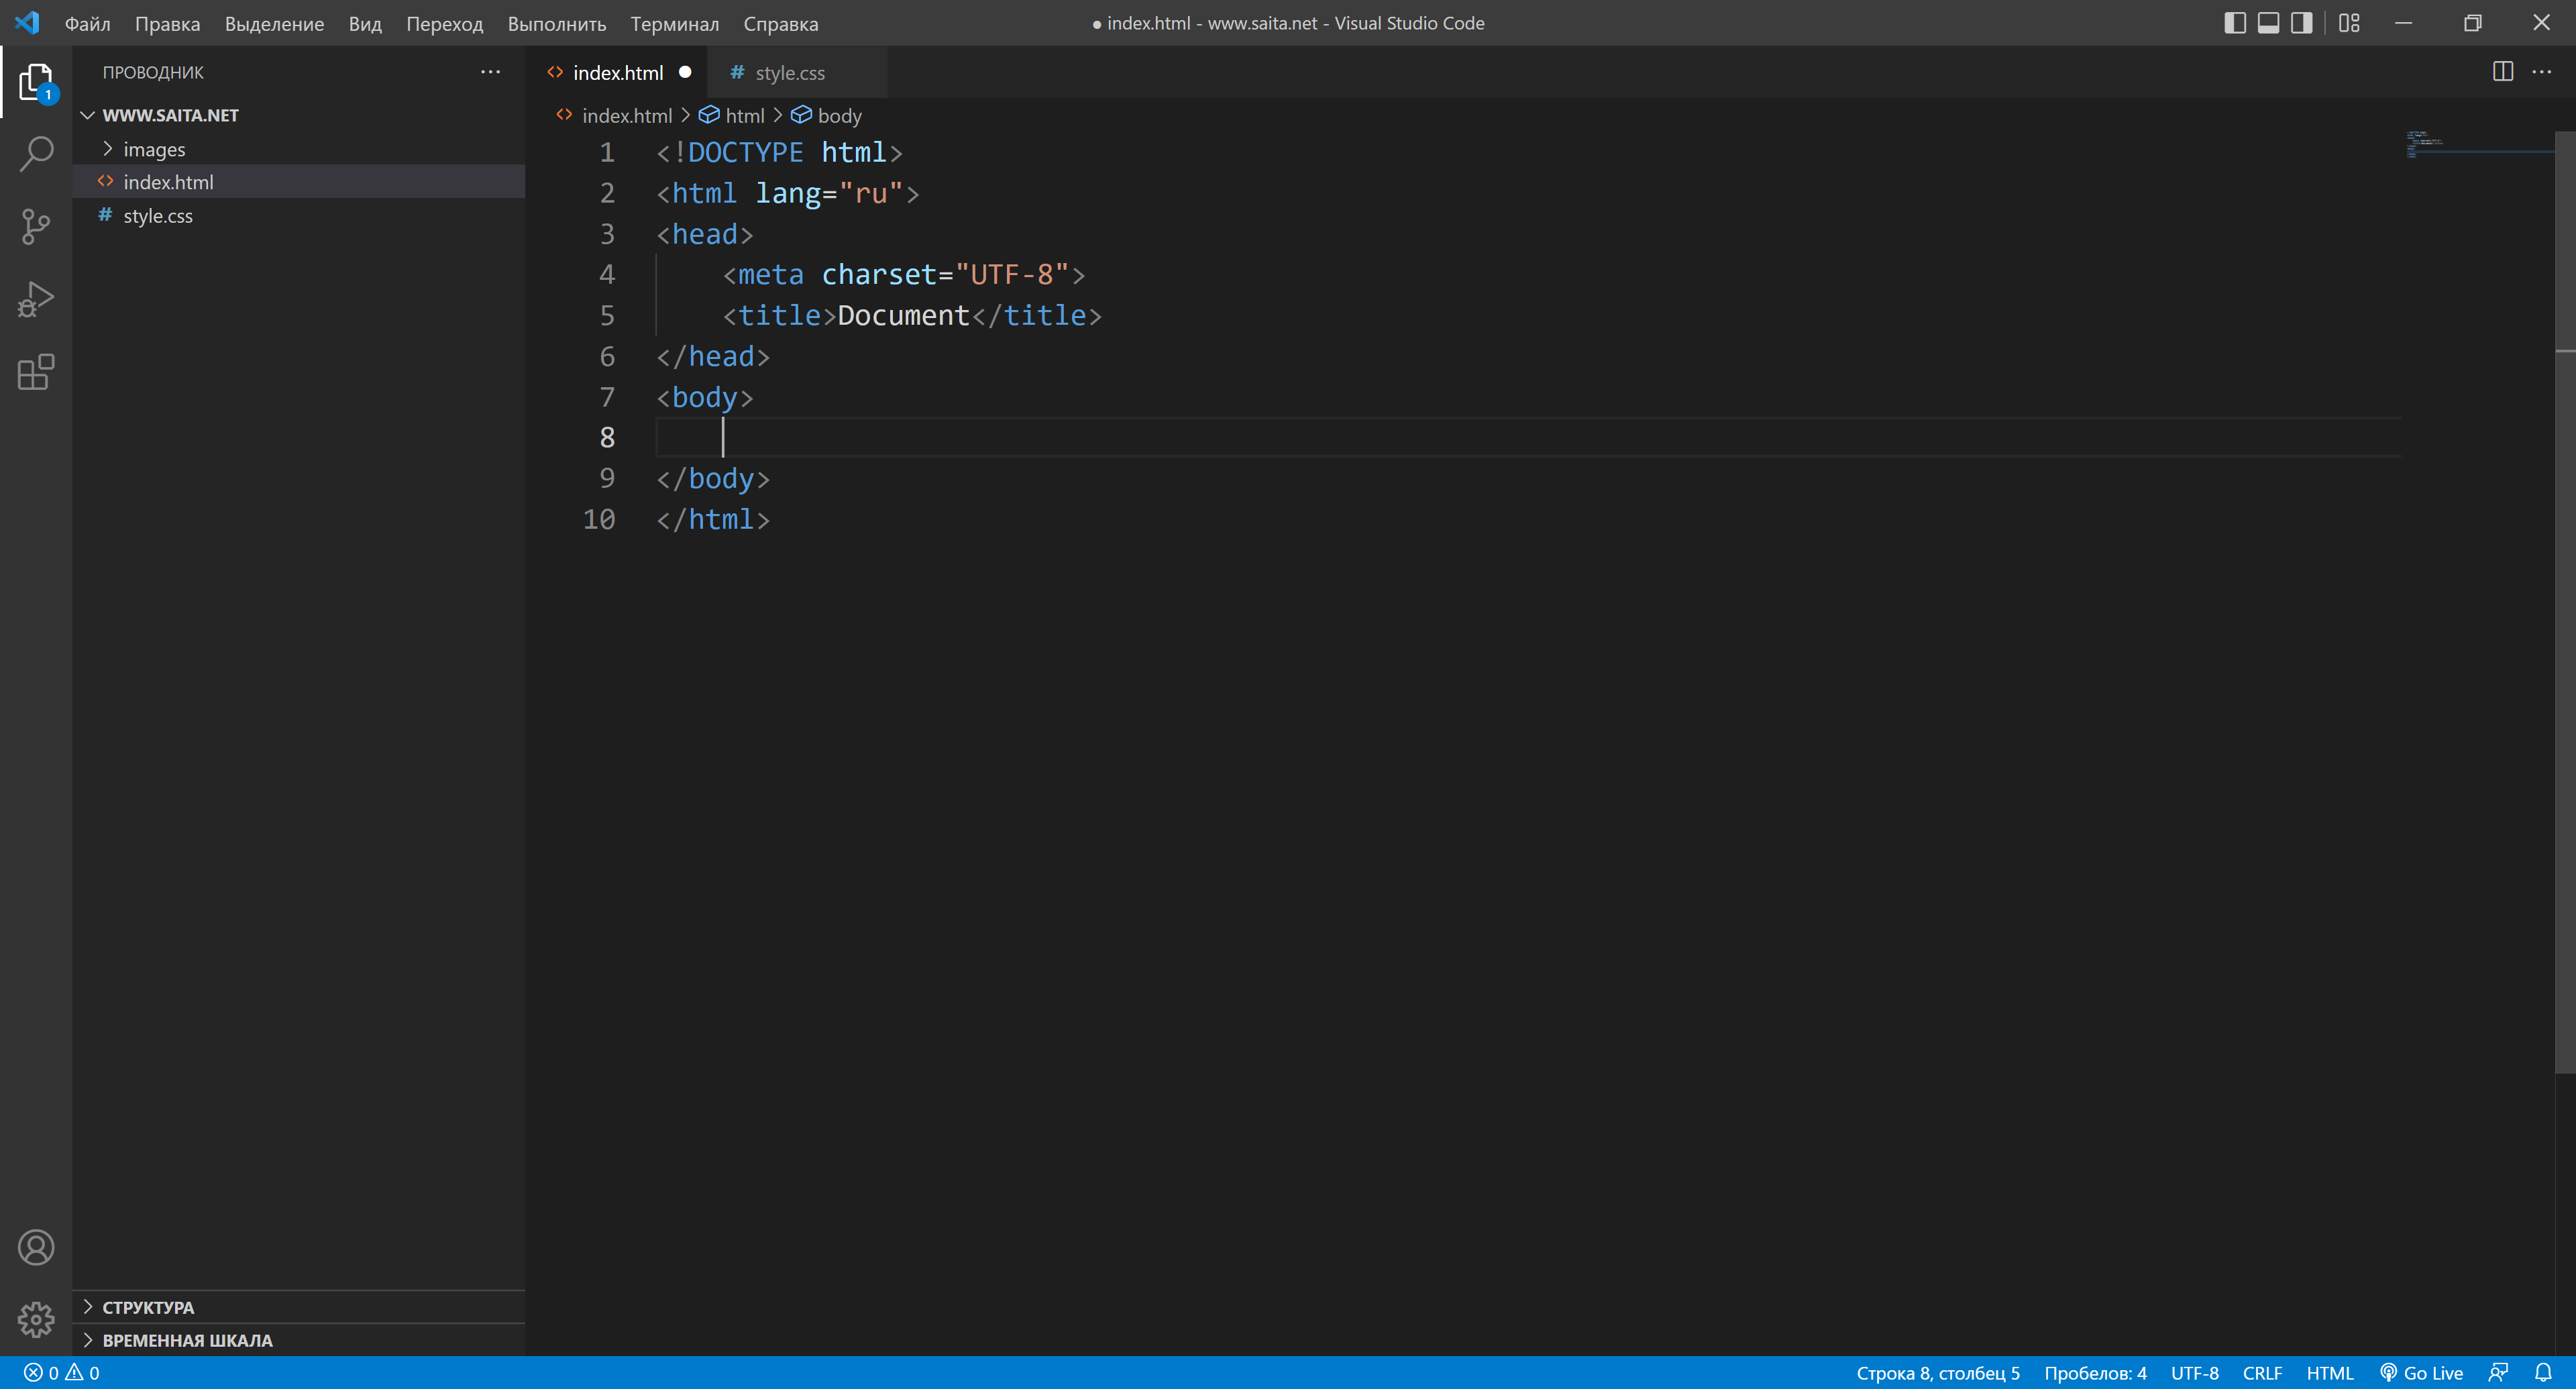 Файл Правка Выделение Вид Переход Выполнить Терминал Справка
● index.html - www.saita.net - Visual Studio Code
1
ПРОВОДНИК
WWW.SAITA.NET
images
index.html
# style.css
index.html ●
# style.css
index.html > html > body
1 <!DOCTYPE html>
2 <html lang="ru">
3 <head>
4 <meta charset="UTF-8">
5 <title>Document</title>
6 </head>
7 <body>
8
9 </body>
10 </html>
СТРУКТУРА
ВРЕМЕННАЯ ШКАЛА
0 0
Строка 8, столбец 5 Пробелов: 4 UTF-8 CRLF HTML Go Live